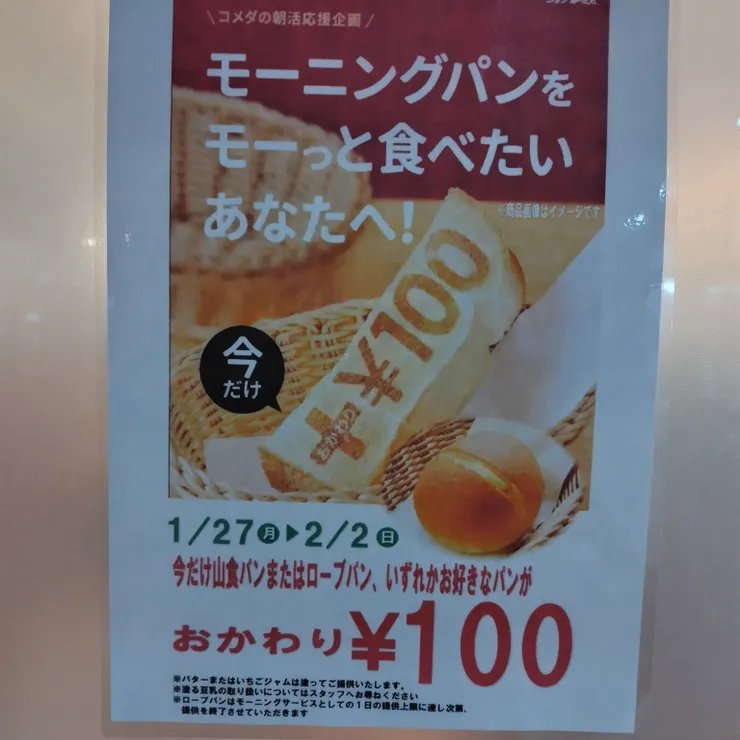 \コメダの朝活応援企画/
モーニングパンを
モーっと食べたい
あなたへ!
※商品画像はイメージです
+¥100
おかわり
今
だけ
1/27月▶2/2日
今だけ山食パンまたはローブパン、いずれかお好きなパンが
おかわり¥100
※バターまたはいちごジャムは塗ってご提供いたします。
※塗る豆乳の取り扱いについてはスタッフへお尋ねください
※ローブパンはモーニングサービスとしての1日の提供上限に達し次第、
提供を終了させていただきます